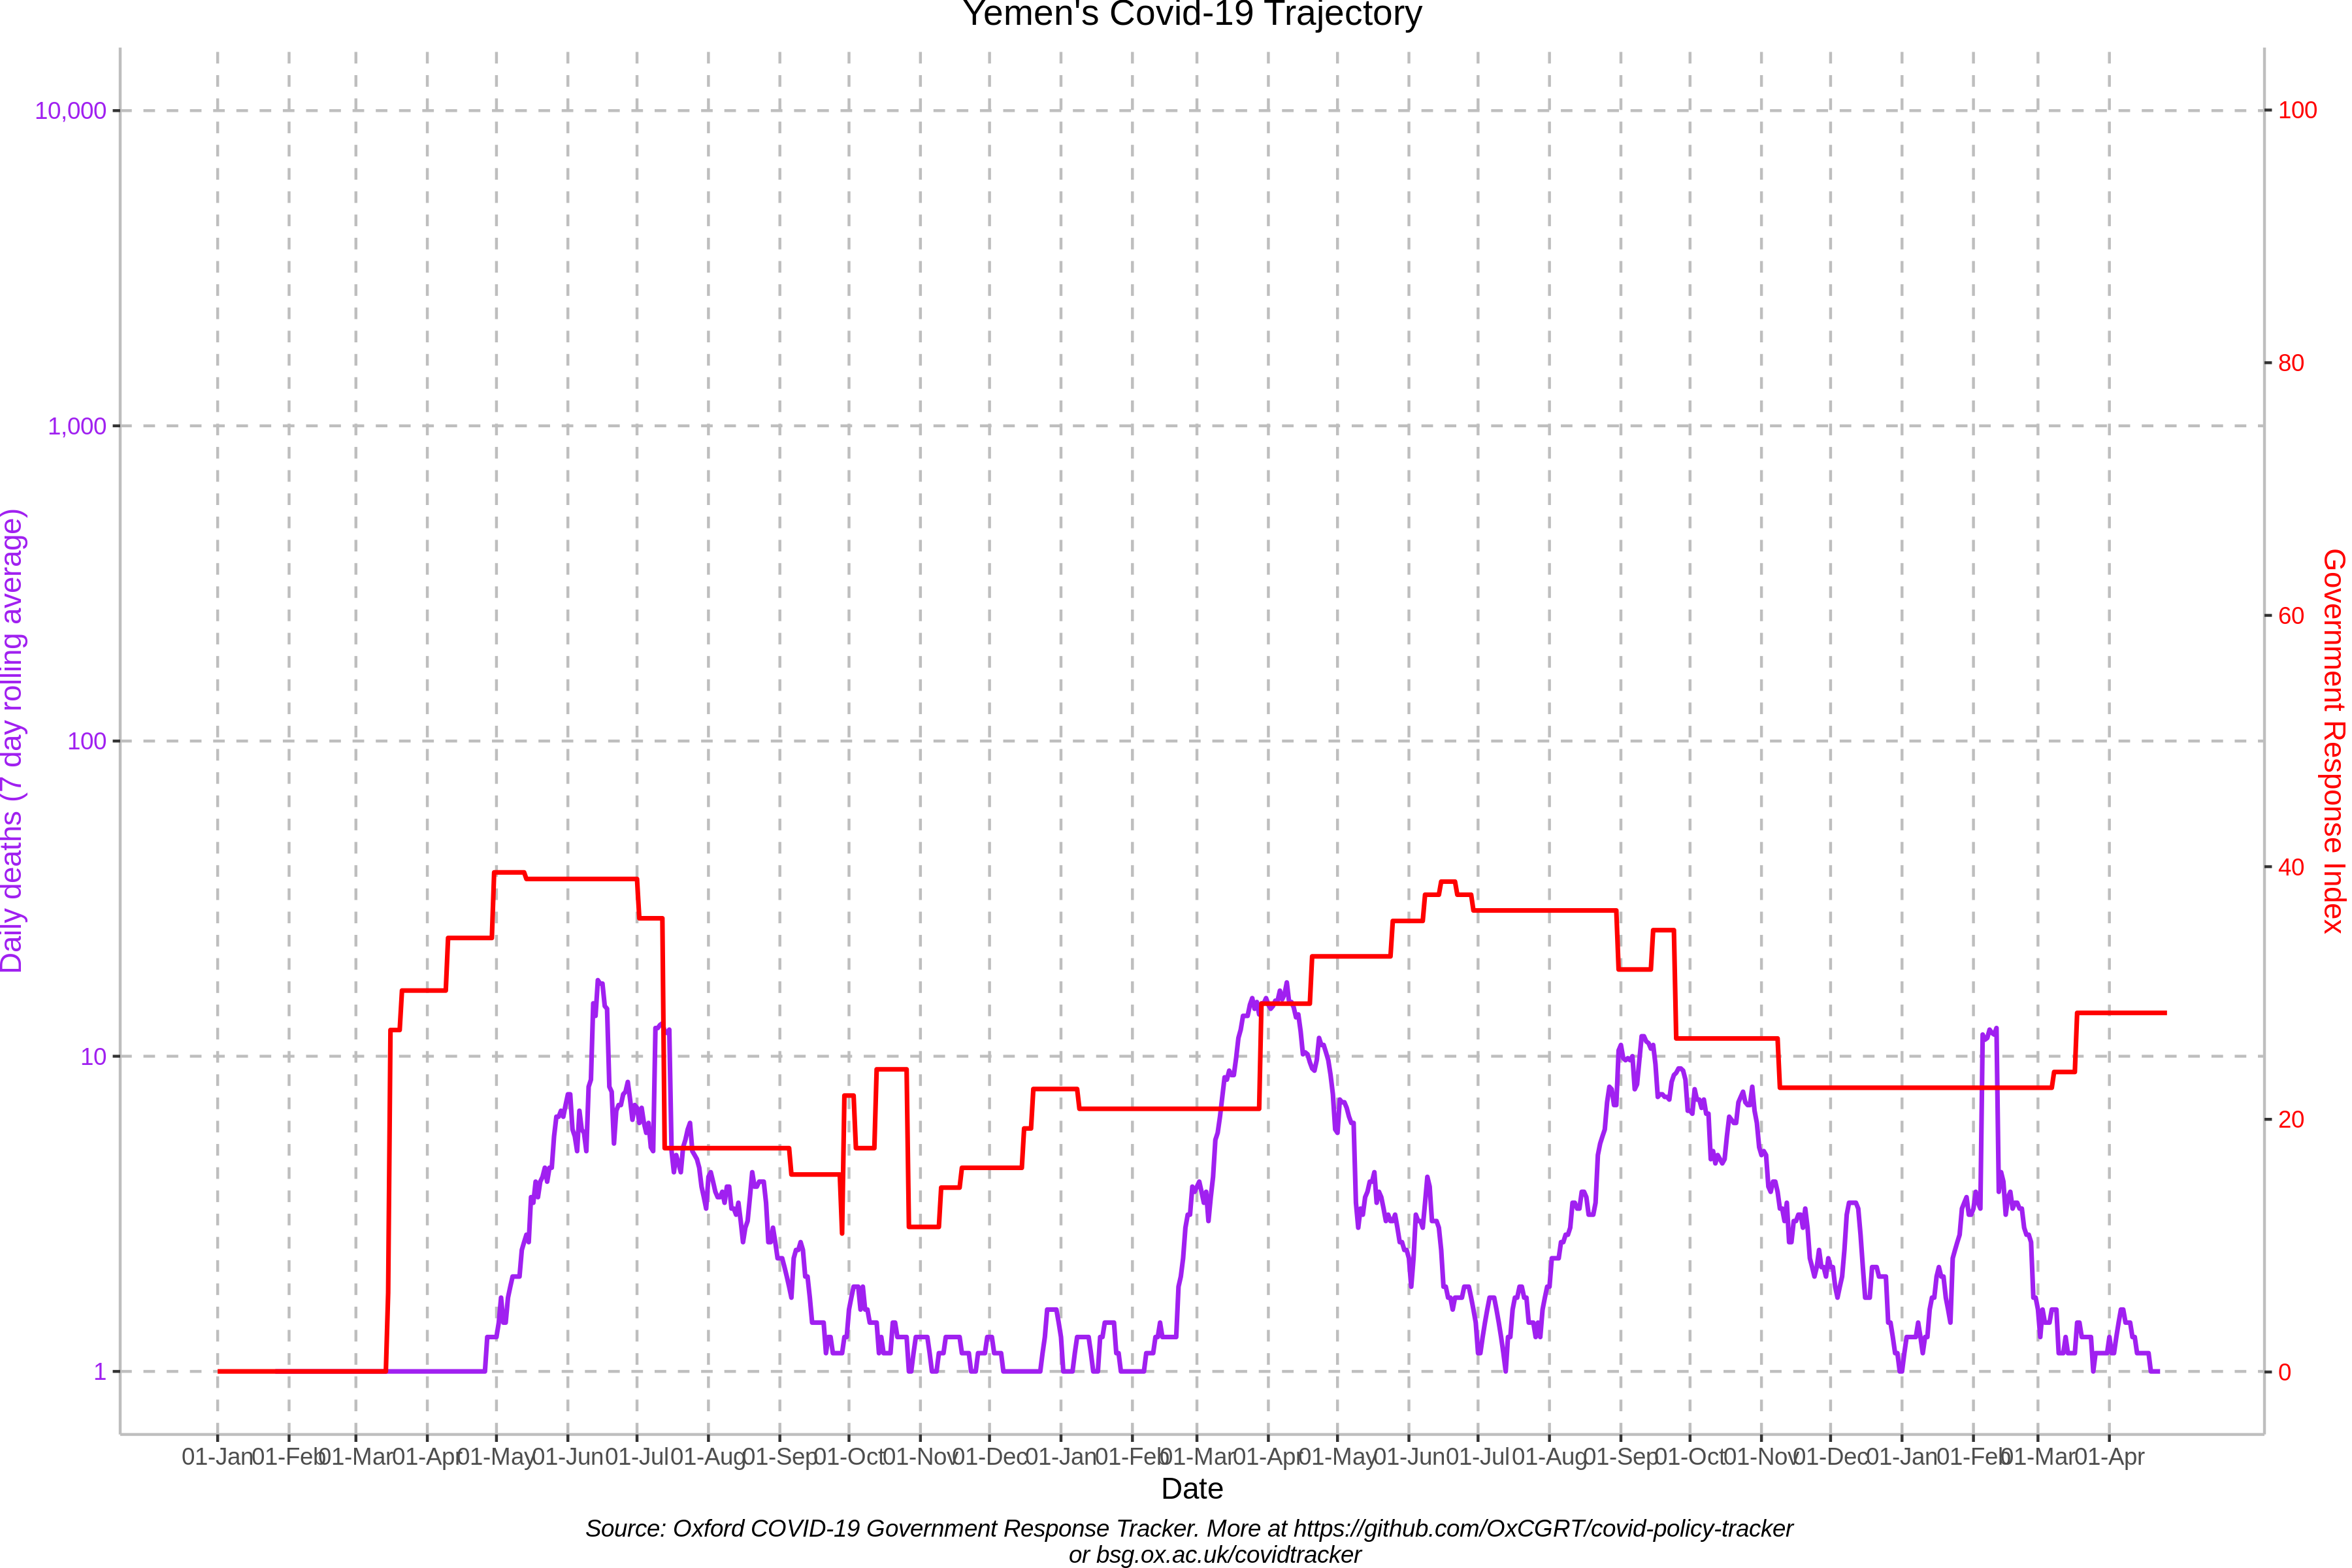 Yemen's Covid-19 Trajectory
10,000
1,000
100
10
1
Daily deaths (7 day rolling average)
100
80
60
40
20
0
Government Response Index
01-Jan 01-Feb 01-Mar 01-Apr 01-May 01-Jun 01-Jul 01-Aug 01-Sep 01-Oct 01-Nov 01-Dec 01-Jan 01-Feb 01-Mar 01-Apr 01-May 01-Jun 01-Jul 01-Aug 01-Sep 01-Oct 01-Nov 01-Dec 01-Jan 01-Feb 01-Mar 01-Apr
Date
Source: Oxford COVID-19 Government Response Tracker. More at https://github.com/OxCGRT/covid-policy-tracker
or bsg.ox.ac.uk/covidtracker